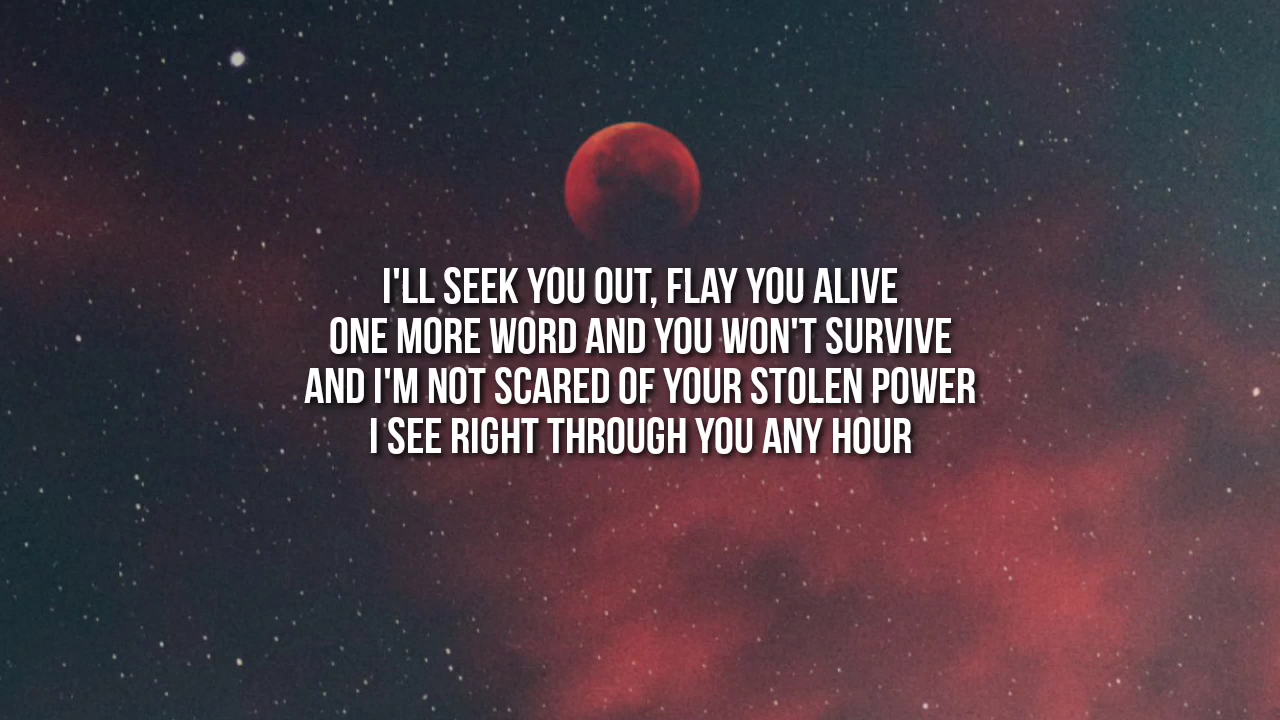 I'LL SEEK YOU OUT, FLAY YOU ALIVE
ONE MORE WORD AND YOU WON'T SURVIVE
AND I'M NOT SCARED OF YOUR STOLEN POWER
I SEE RIGHT THROUGH YOU ANY HOUR